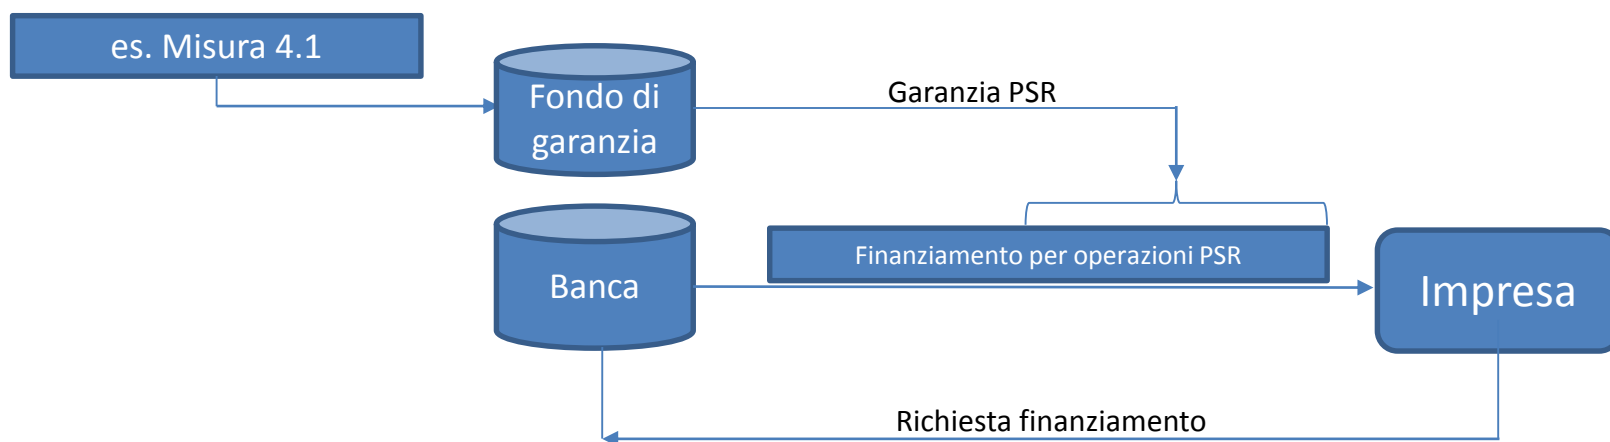 es. Misura 4.1
Fondo di
garanzia
Garanzia PSR
Banca
Finanziamento per operazioni PSR
Impresa
Richiesta finanziamento